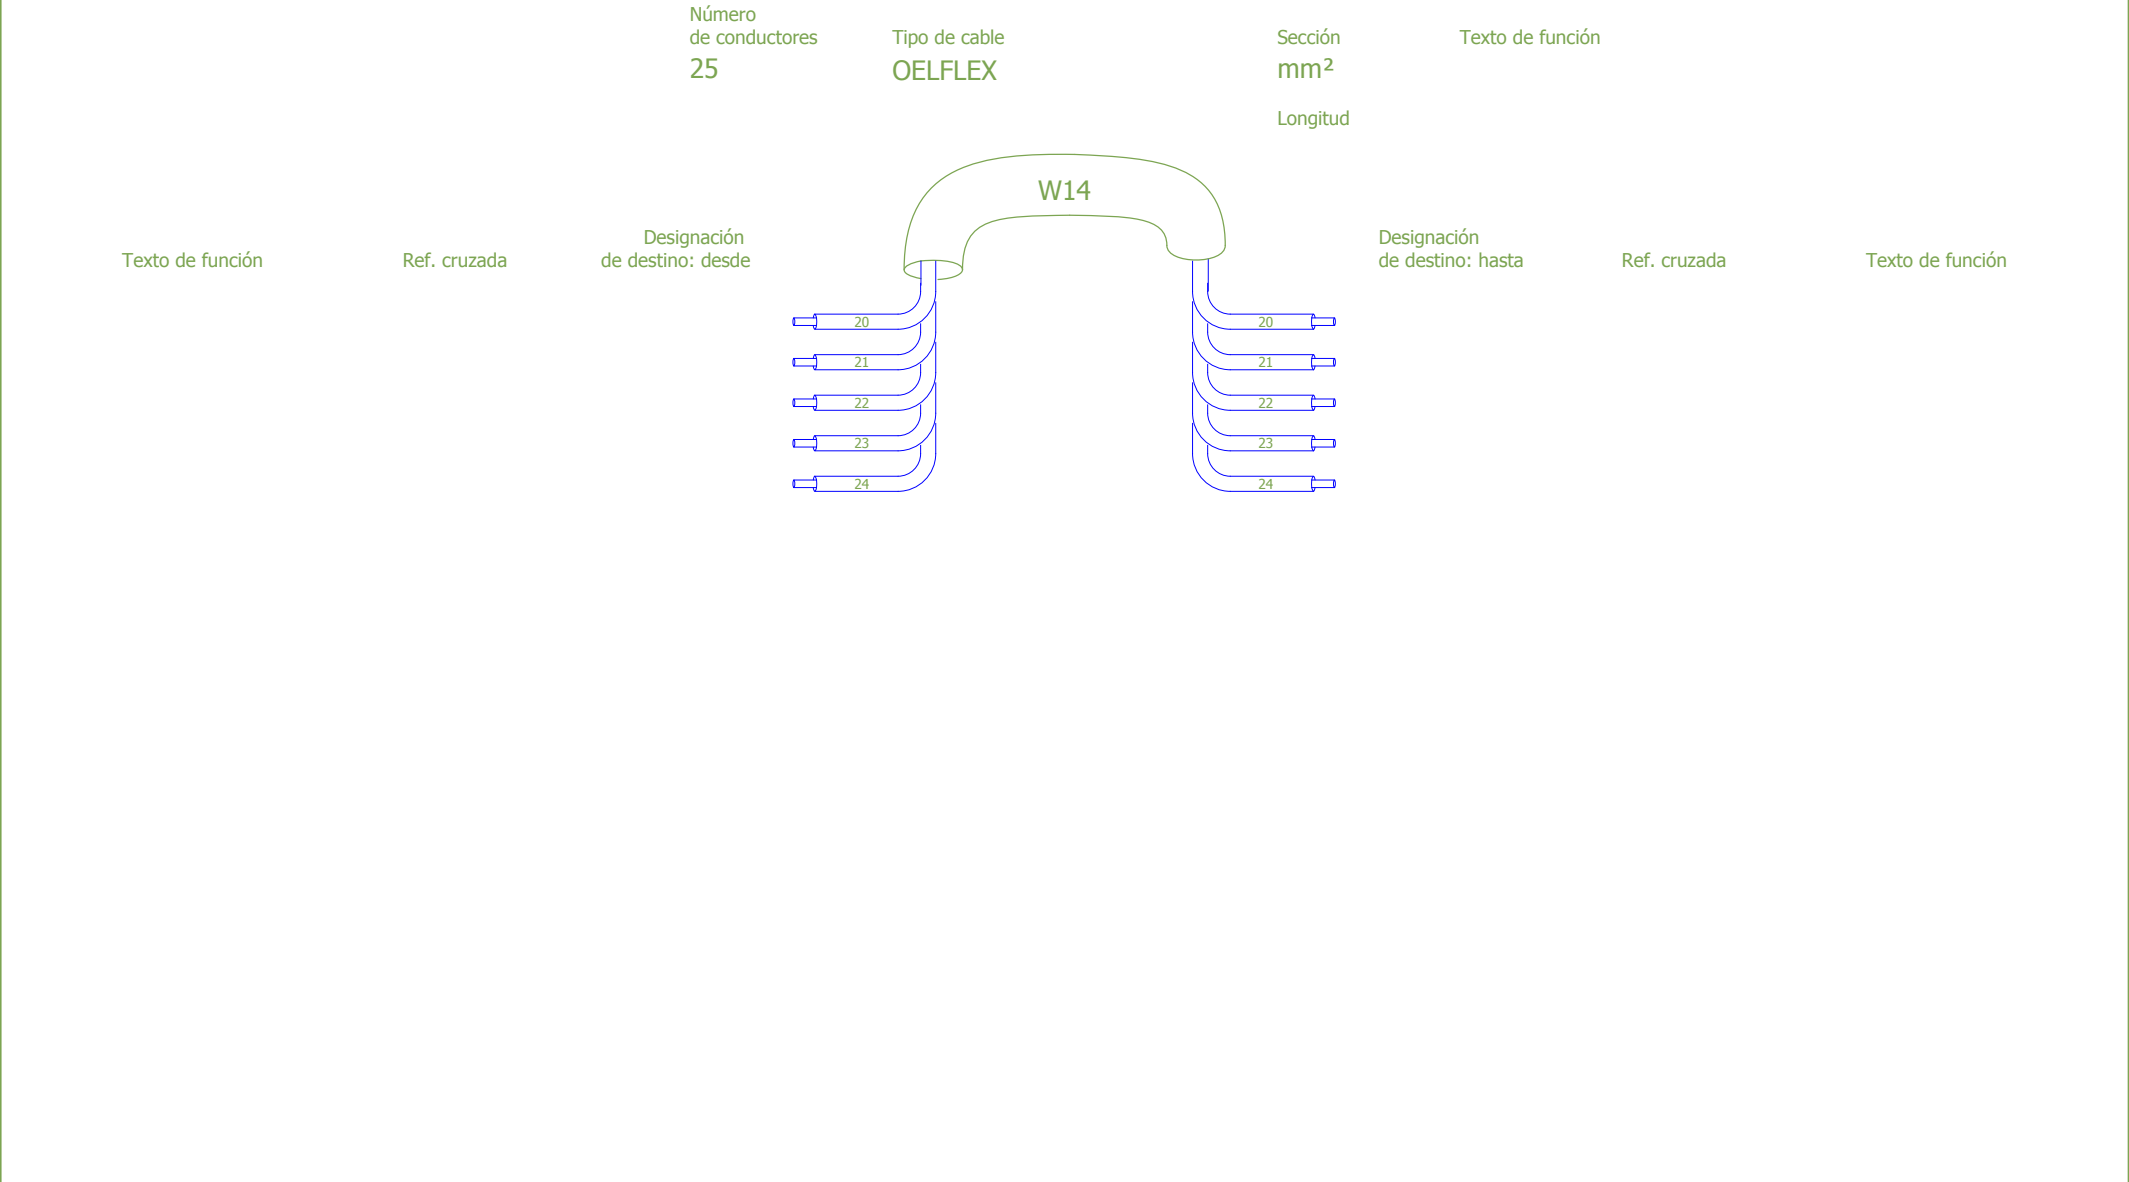 Número
de conductores
Tipo de cable
Sección
Texto de función
25
OELFLEX
mm²
Longitud
W14
Texto de función
Ref. cruzada
Designación
de destino: desde
Designación
de destino: hasta
Ref. cruzada
Texto de función
20
20
21
21
22
22
23
23
24
24